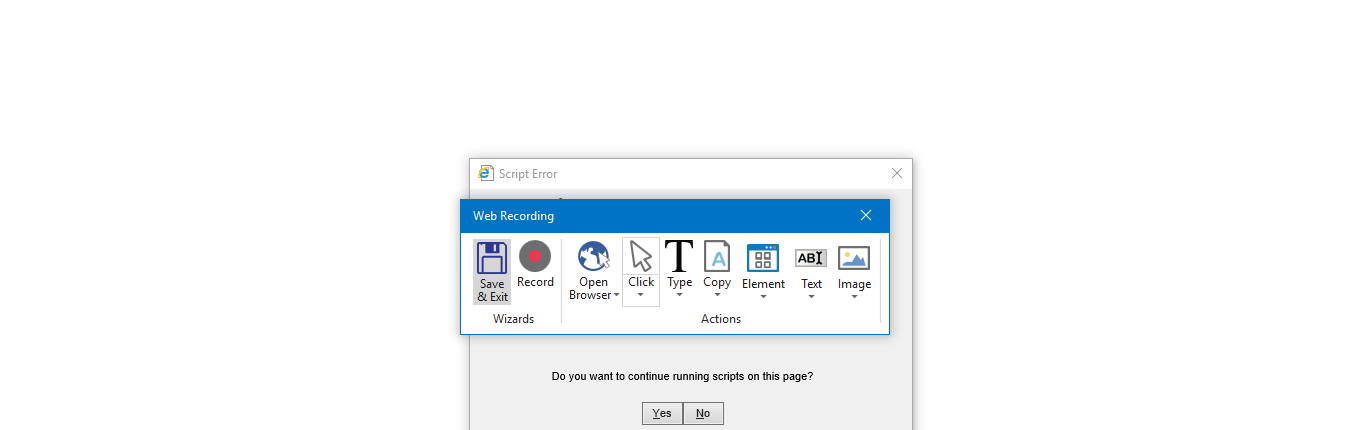 Script Error
Web Recording
Save
& Exit
Record
Open
Browser
Click
Type
Copy
A
Element
AB
Text
Image
Wizards
Actions
Do you want to continue running scripts on this page?
Yes
No